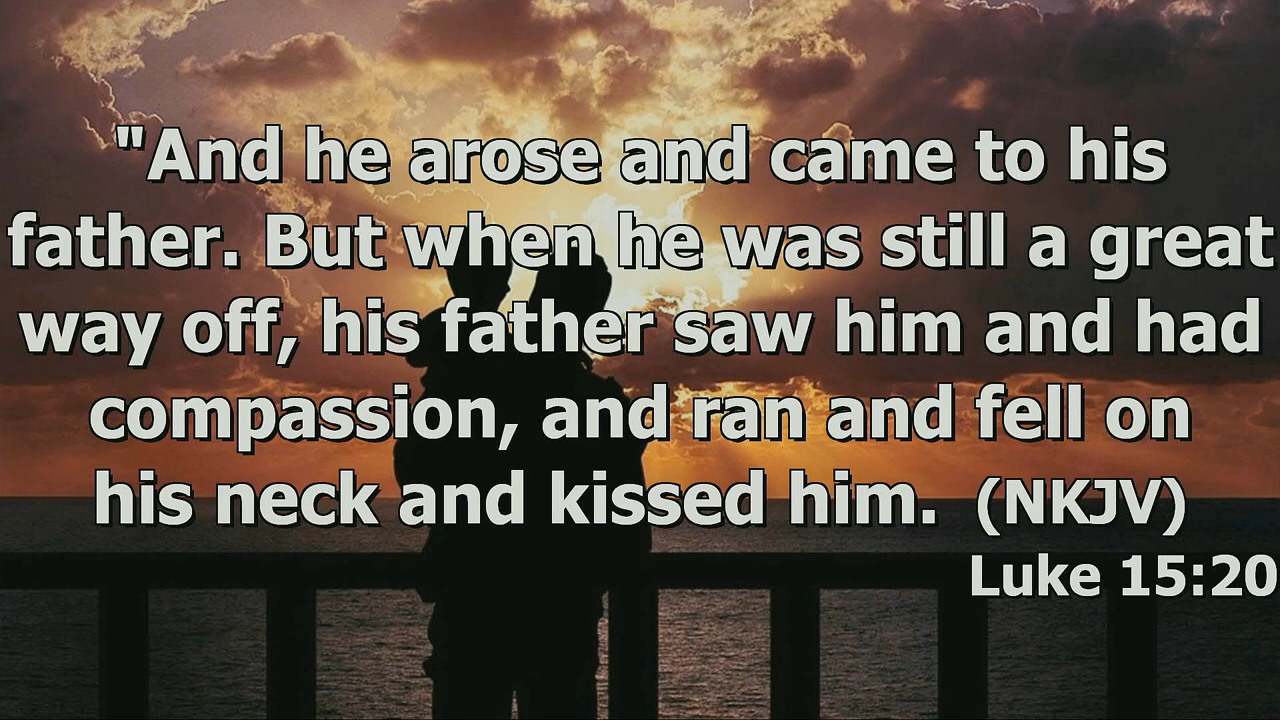 "And he arose and came to his
father. But when he was still a great
way off, his father saw him and had
compassion, and ran and fell on
his neck and kissed him.  (NKJV)
Luke 15:20